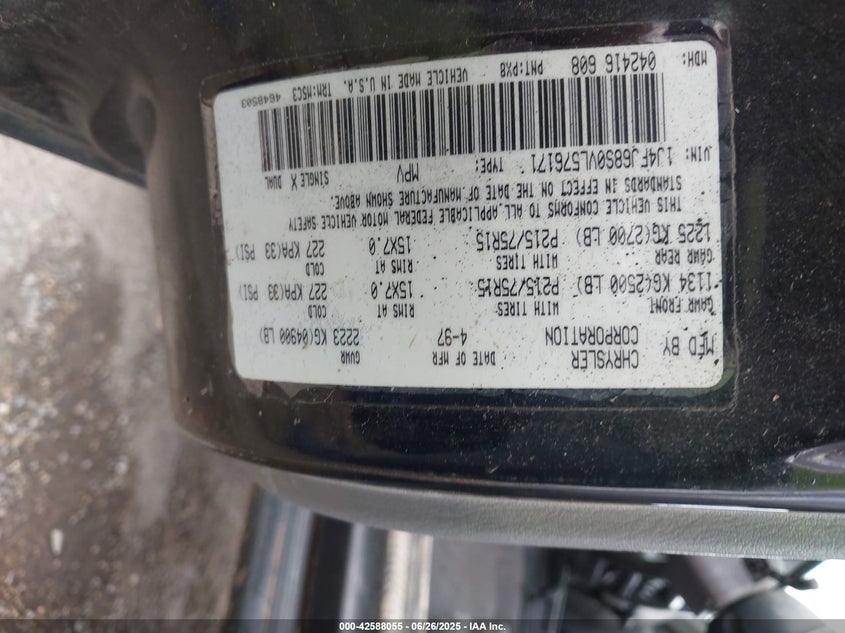 MFD BY CHRYSLER CORPORATION DATE OF MFR 4-97 GVWR 2223 KG(04900 LB)
GAWR FRONT WITH TIRES RIMS AT COLD
1134 KG(2500 LB) P215/75R15 15X7.0 227 KPA(33 PSI)
GAWR REAR WITH TIRES RIMS AT COLD
1225 KG(2700 LB) P215/75R15 15X7.0 227 KPA(33 PSI)
THIS VEHICLE CONFORMS TO ALL APPLICABLE FEDERAL MOTOR VEHICLE SAFETY
STANDARDS IN EFFECT ON THE DATE OF MANUFACTURE SHOWN ABOVE.
VIN: 1J4FJ68S0VL576171 TYPE: MPV SINGLE X DUAL
MDH: 042416 608 PNT:PX8 VEHICLE MADE IN U.S.A. TRM:M5C3 4648503
000-42588055 - 06/26/2025 - IAA Inc.